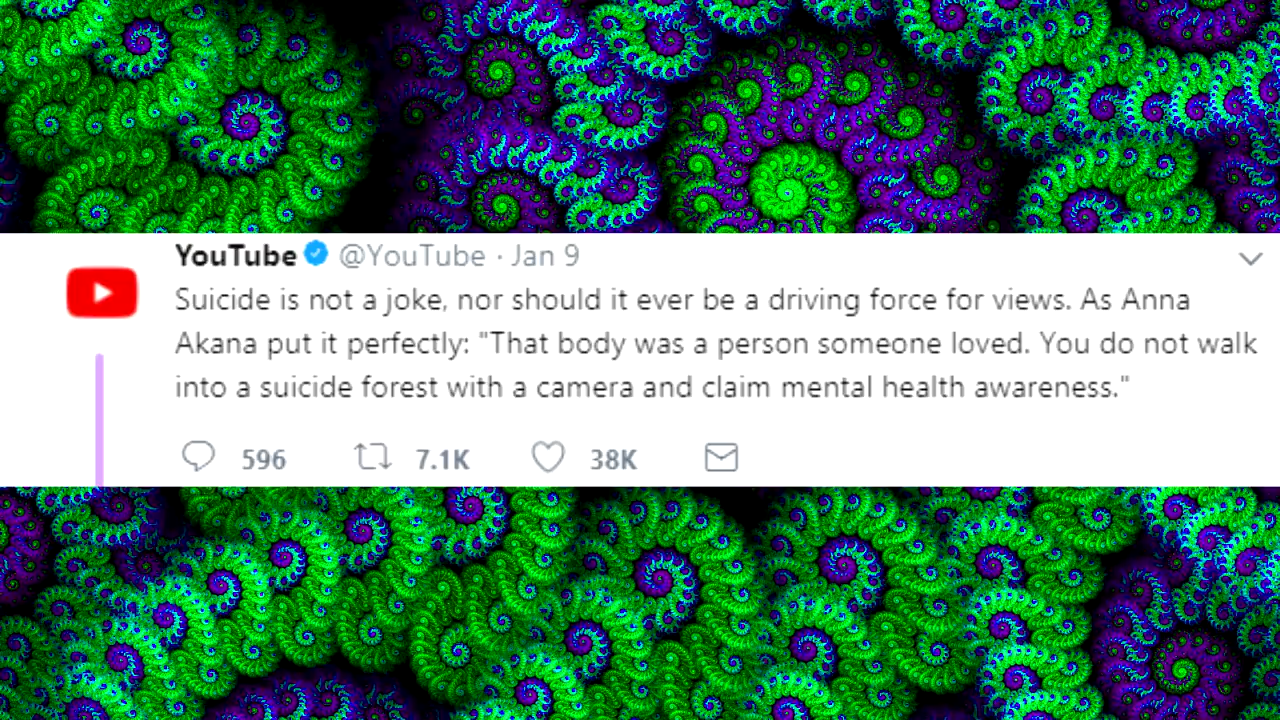 YouTube @YouTube · Jan 9
Suicide is not a joke, nor should it ever be a driving force for views. As Anna
Akana put it perfectly: "That body was a person someone loved. You do not walk
into a suicide forest with a camera and claim mental health awareness."
596 7.1K 38K